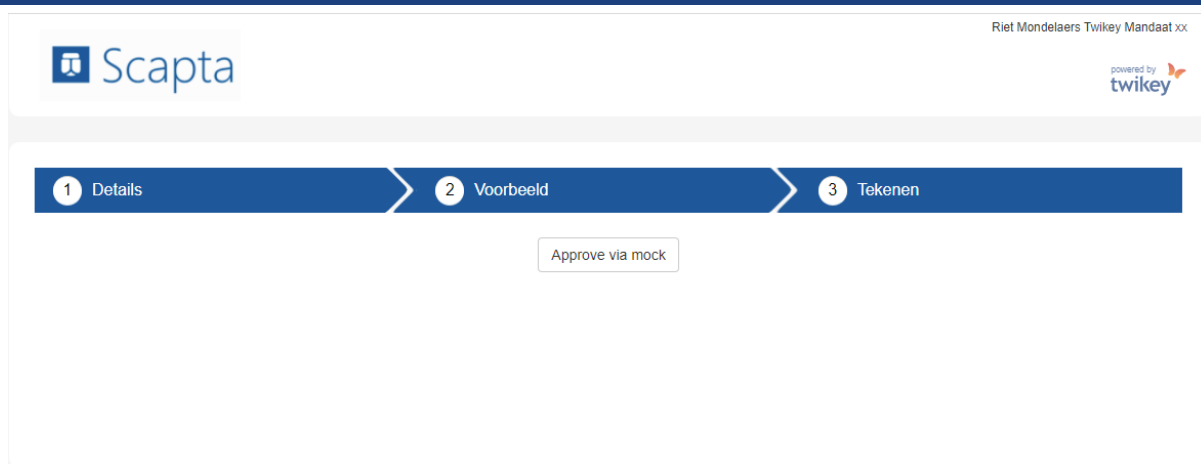 Riet Mondelaers Twikey Mandaat xx
Scapta
powered by
twikey
1 Details
2 Voorbeeld
3 Tekenen
Approve via mock